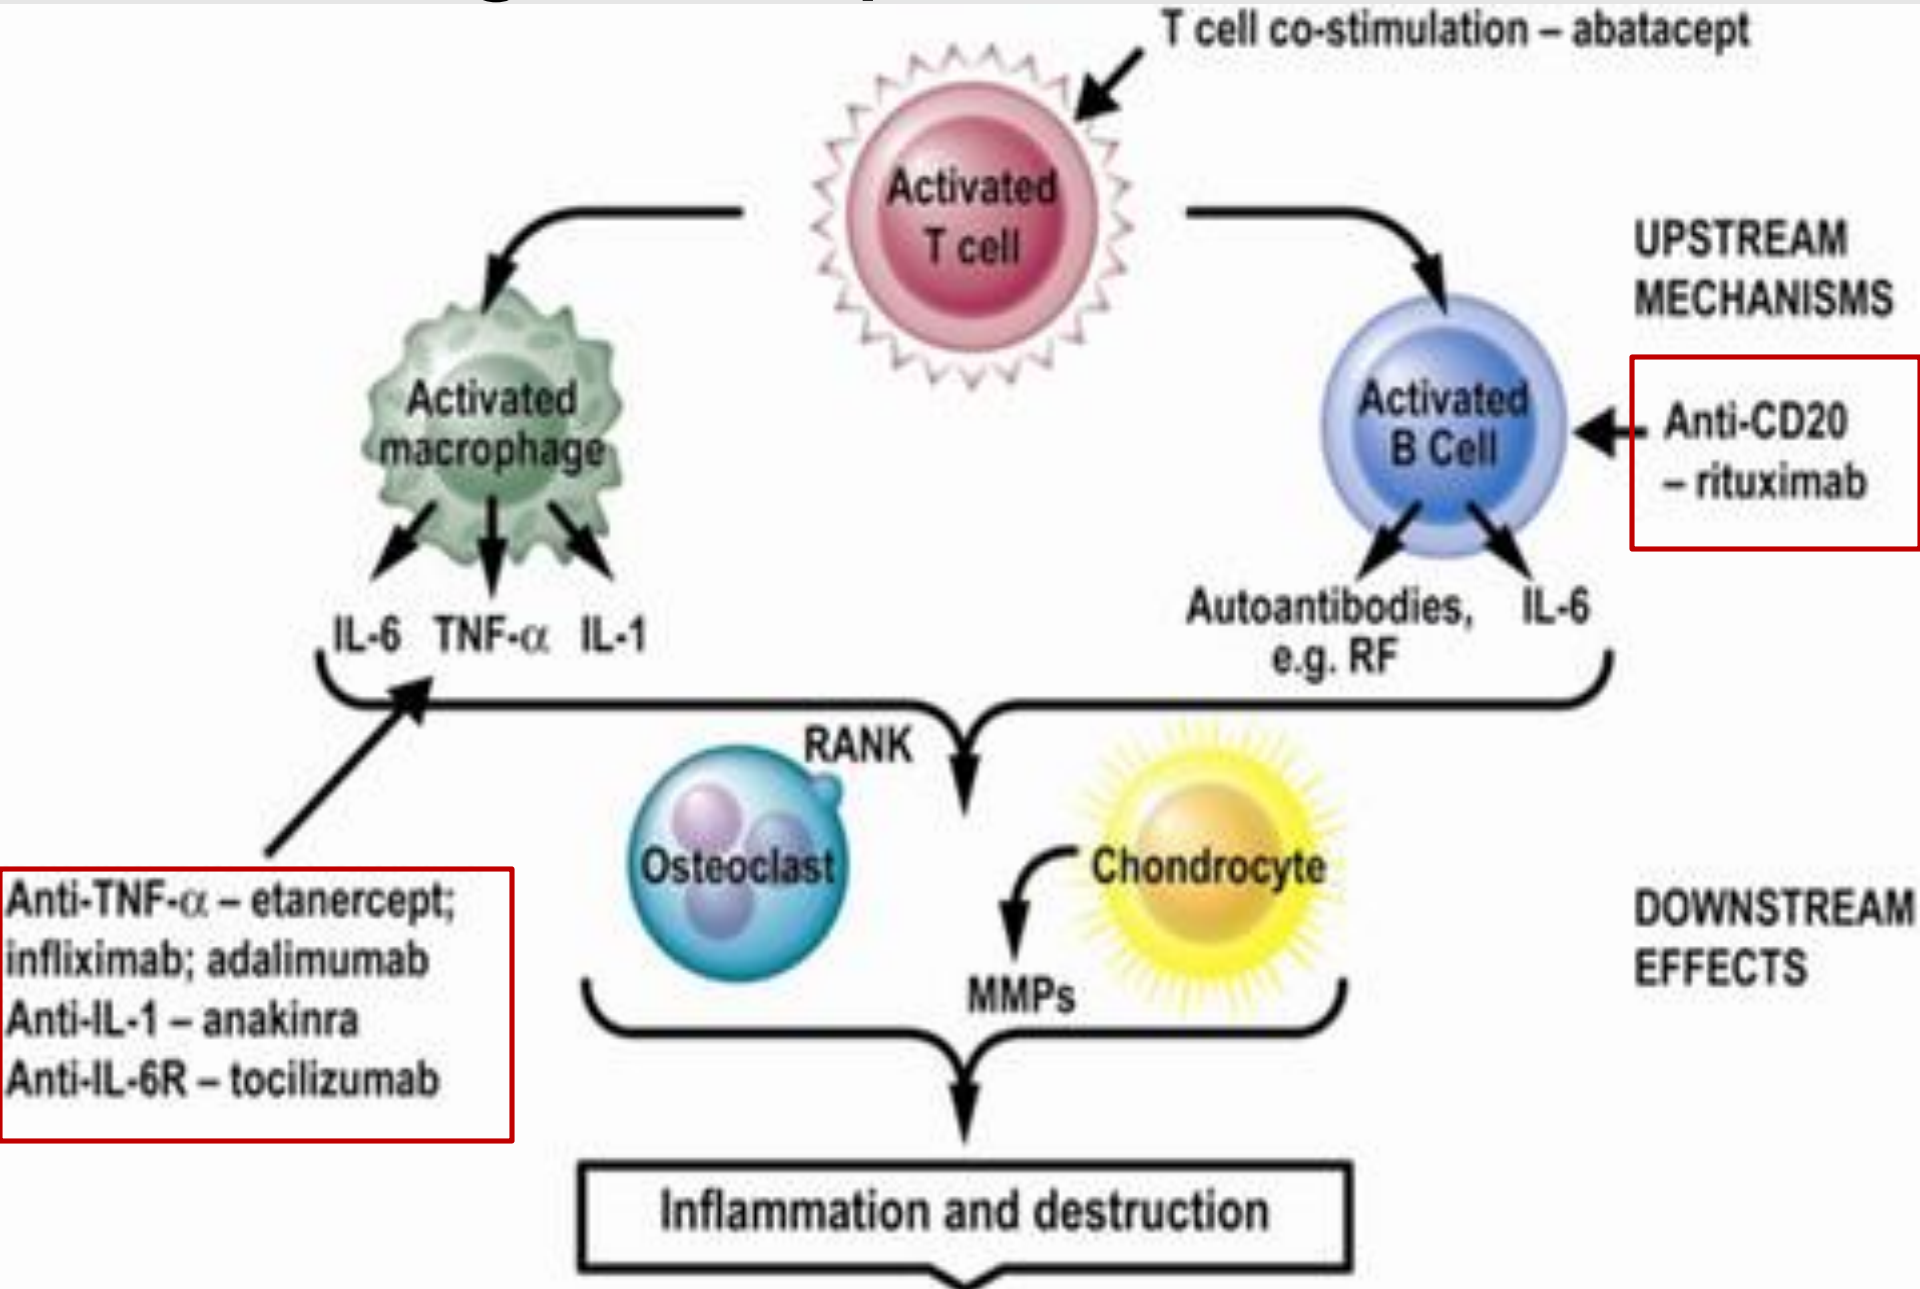 T cell co-stimulation – abatacept
Activated
T cell
UPSTREAM
MECHANISMS
Activated
macrophage
Activated
B Cell
Anti-CD20
– rituximab
IL-6 TNF-α IL-1
Autoantibodies, IL-6
e.g. RF
RANK
Osteoclast
Chondrocyte
MMPs
Anti-TNF-α – etanercept;
infliximab; adalimumab
Anti-IL-1 – anakinra
Anti-IL-6R – tocilizumab
DOWNSTREAM
EFFECTS
Inflammation and destruction